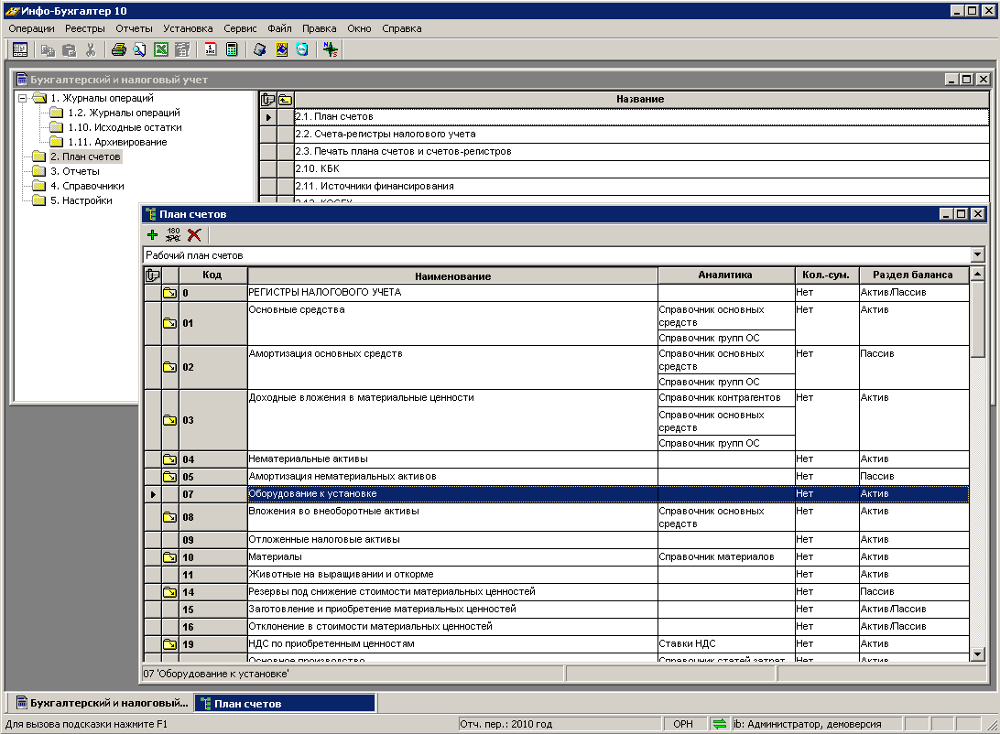 Инфо-Бухгалтер 10
Операции Реестры Отчеты Установка Сервис Файл Правка Окно Справка
Бухгалтерский и налоговый учет
1. Журналы операций
1.2. Журналы операций
1.10. Исходные остатки
1.11. Архивирование
2. План счетов
3. Отчеты
4. Справочники
5. Настройки
Название
2.1. План счетов
2.2. Счета-регистры налогового учета
2.3. Печать плана счетов и счетов-регистров
2.10. КБК
2.11. Источники финансирования
2.12. КОСГУ
План счетов
Рабочий план счетов
Код Наименование Аналитика Кол.-сум. Раздел баланса
0 РЕГИСТРЫ НАЛОГОВОГО УЧЕТА Нет Актив/Пассив
01 Основные средства Справочник основных средств Нет Актив
Справочник групп ОС
02 Амортизация основных средств Справочник основных средств Нет Пассив
Справочник групп ОС
03 Доходные вложения в материальные ценности Справочник контрагентов Нет Актив
Справочник основных средств
Справочник групп ОС
04 Нематериальные активы Нет Актив
05 Амортизация нематериальных активов Нет Пассив
07 Оборудование к установке Нет Актив
08 Вложения во внеоборотные активы Справочник основных средств Нет Актив
09 Отложенные налоговые активы Нет Актив
10 Материалы Справочник материалов Нет Актив
11 Животные на выращивании и откорме Нет Актив
14 Резервы под снижение стоимости материальных ценностей Нет Пассив
15 Заготовление и приобретение материальных ценностей Нет Актив/Пассив
16 Отклонение в стоимости материальных ценностей Нет Актив/Пассив
19 НДС по приобретенным ценностям Ставки НДС Нет Актив
Основное производство Справочник статей затрат Нет Актив
07 'Оборудование к установке'
Бухгалтерский и налоговый... План счетов
Для вызова подсказки нажмите F1 Отч. пер.: 2010 год ОРН ib: Администратор, демоверсия